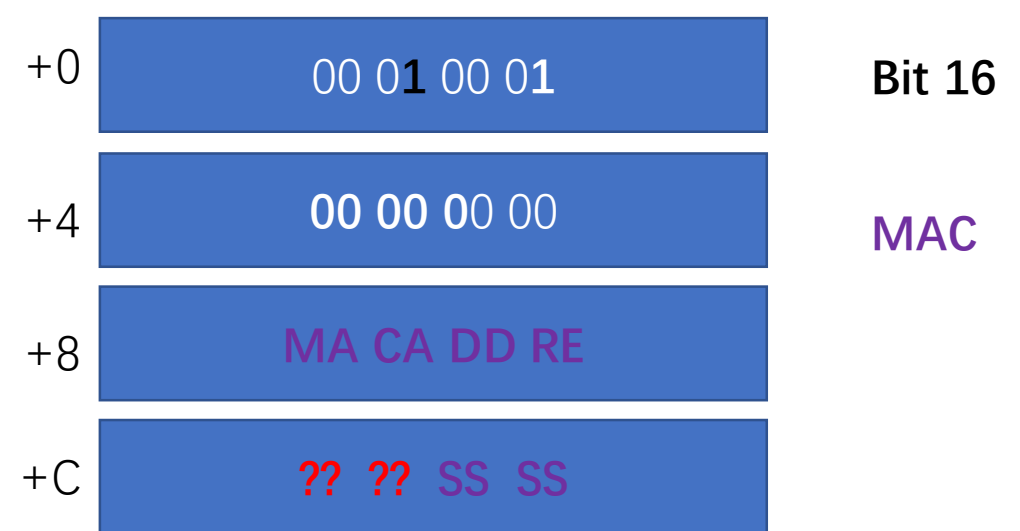 +0 00 01 00 01 Bit 16
+4 00 00 00 00 MAC
+8 MA CA DD RE
+C ?? ?? SS SS